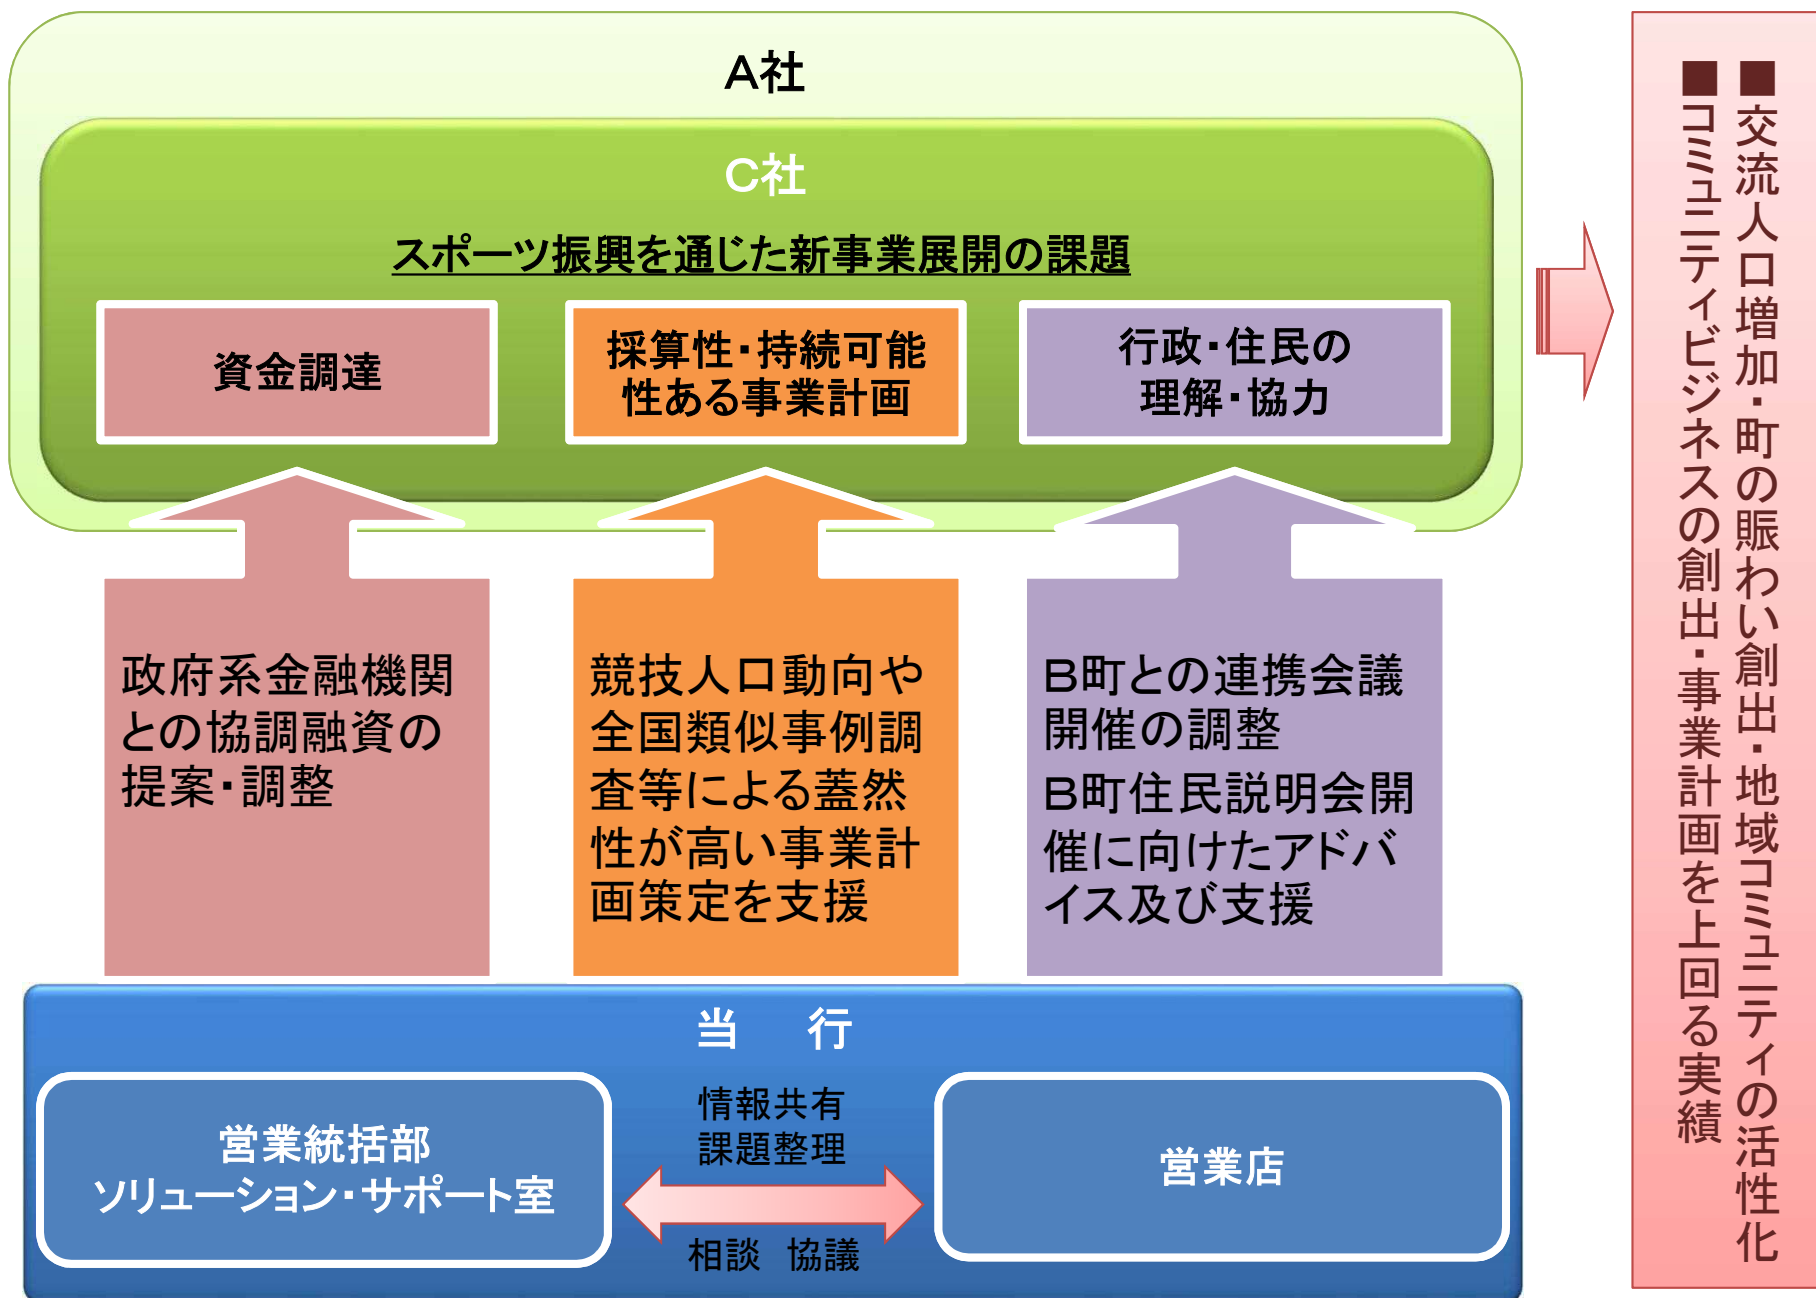 A社
C社
スポーツ振興を通じた新事業展開の課題
資金調達
採算性・持続可能
性ある事業計画
行政・住民の
理解・協力
政府系金融機関
との協調融資の
提案・調整
競技人口動向や
全国類似事例調
査等による蓋然
性が高い事業計
画策定を支援
B町との連携会議
開催の調整
B町住民説明会開
催に向けたアドバ
イス及び支援
当　行
営業統括部
ソリューション・サポート室
情報共有
課題整理
相談　協議
営業店
■交流人口増加・町の賑わい創出・地域コミュニティの活性化
■コミュニティビジネスの創出・事業計画を上回る実績